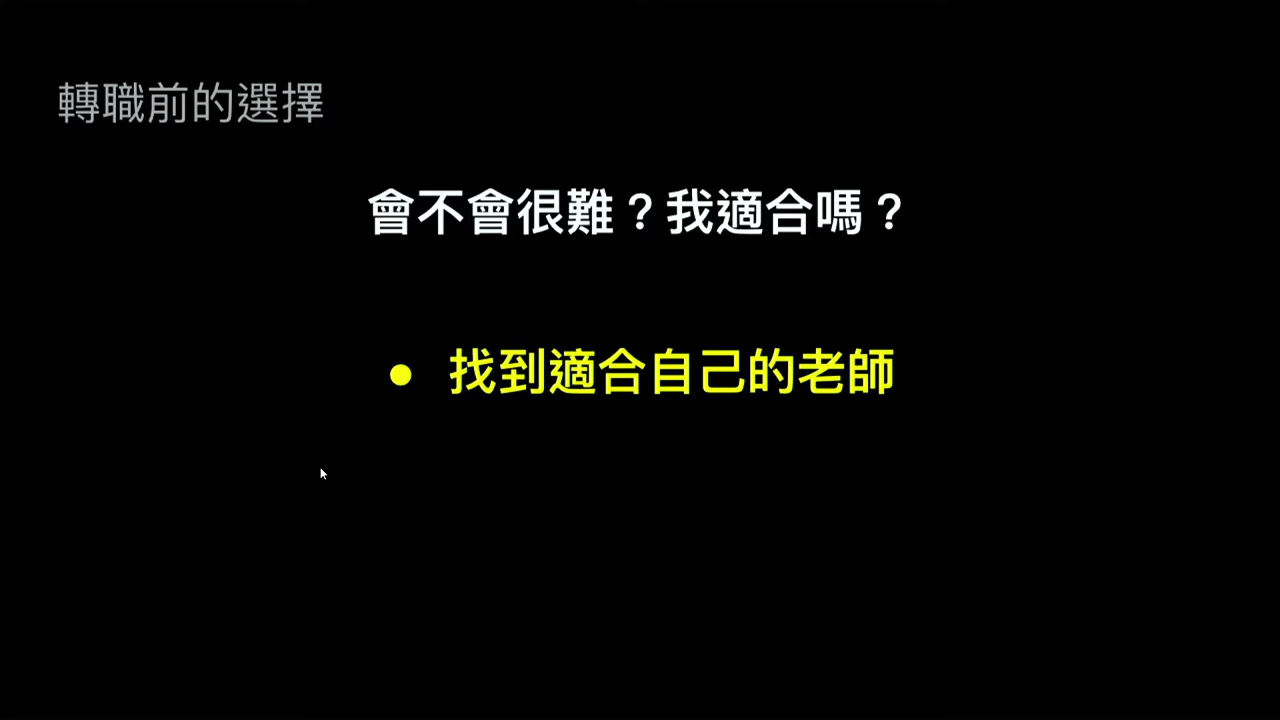 轉職前的選擇
會不會很難？我適合嗎？
● 找到適合自己的老師